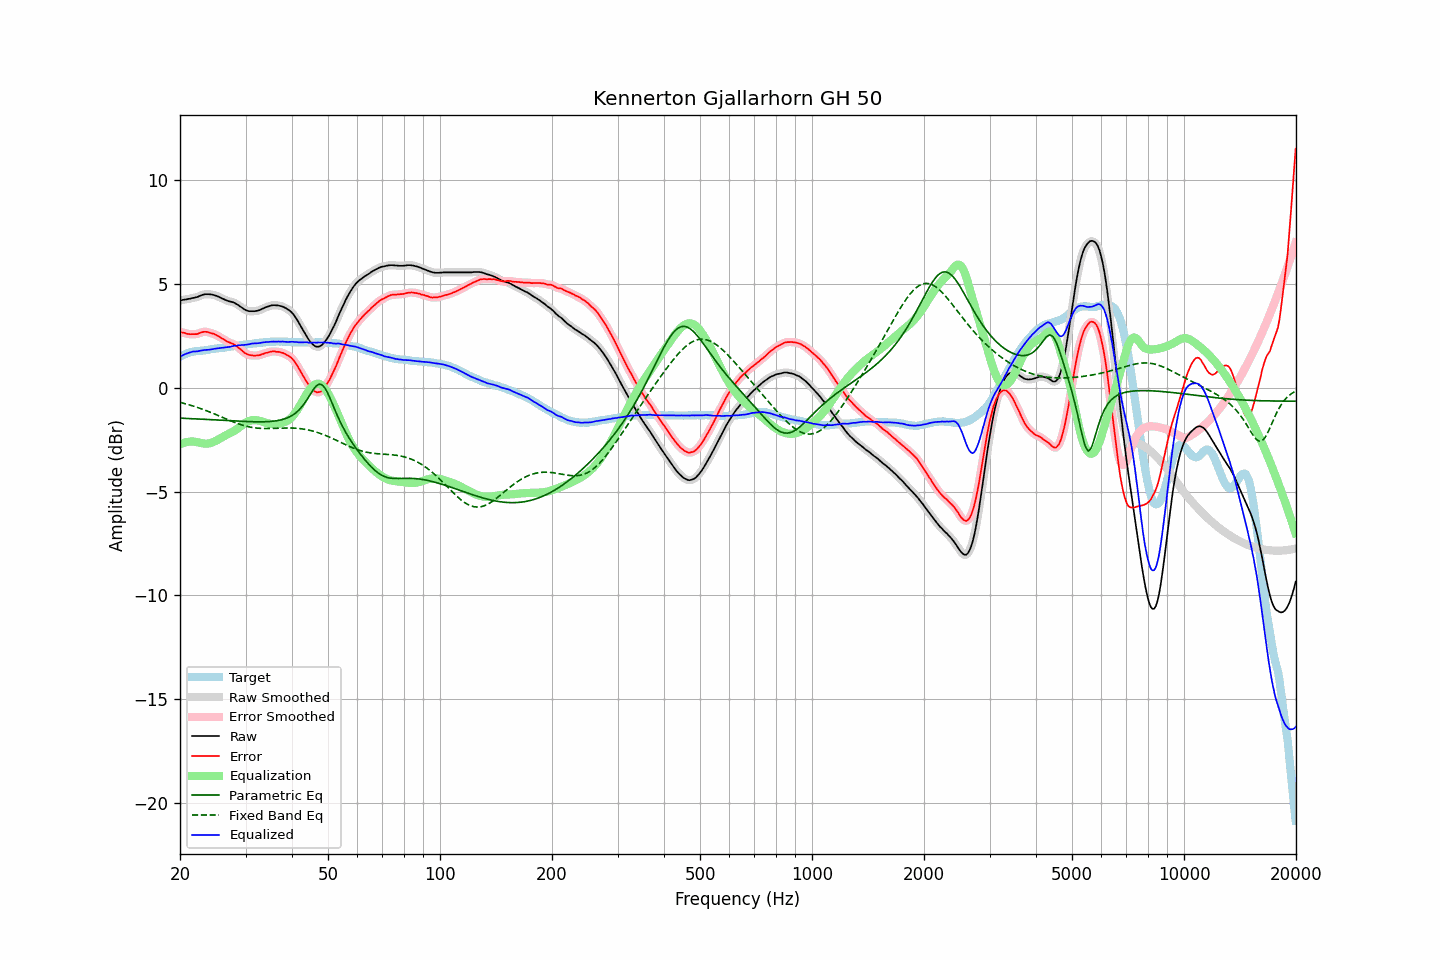 Kennerton Gjallarhorn GH 50
Amplitude (dBr)
10
5
0
−5
−10
−15
−20
Target
Raw Smoothed
Error Smoothed
Raw
Error
Equalization
Parametric Eq
Fixed Band Eq
Equalized
20 50 100 200 500 1000 2000 5000 10000 20000
Frequency (Hz)